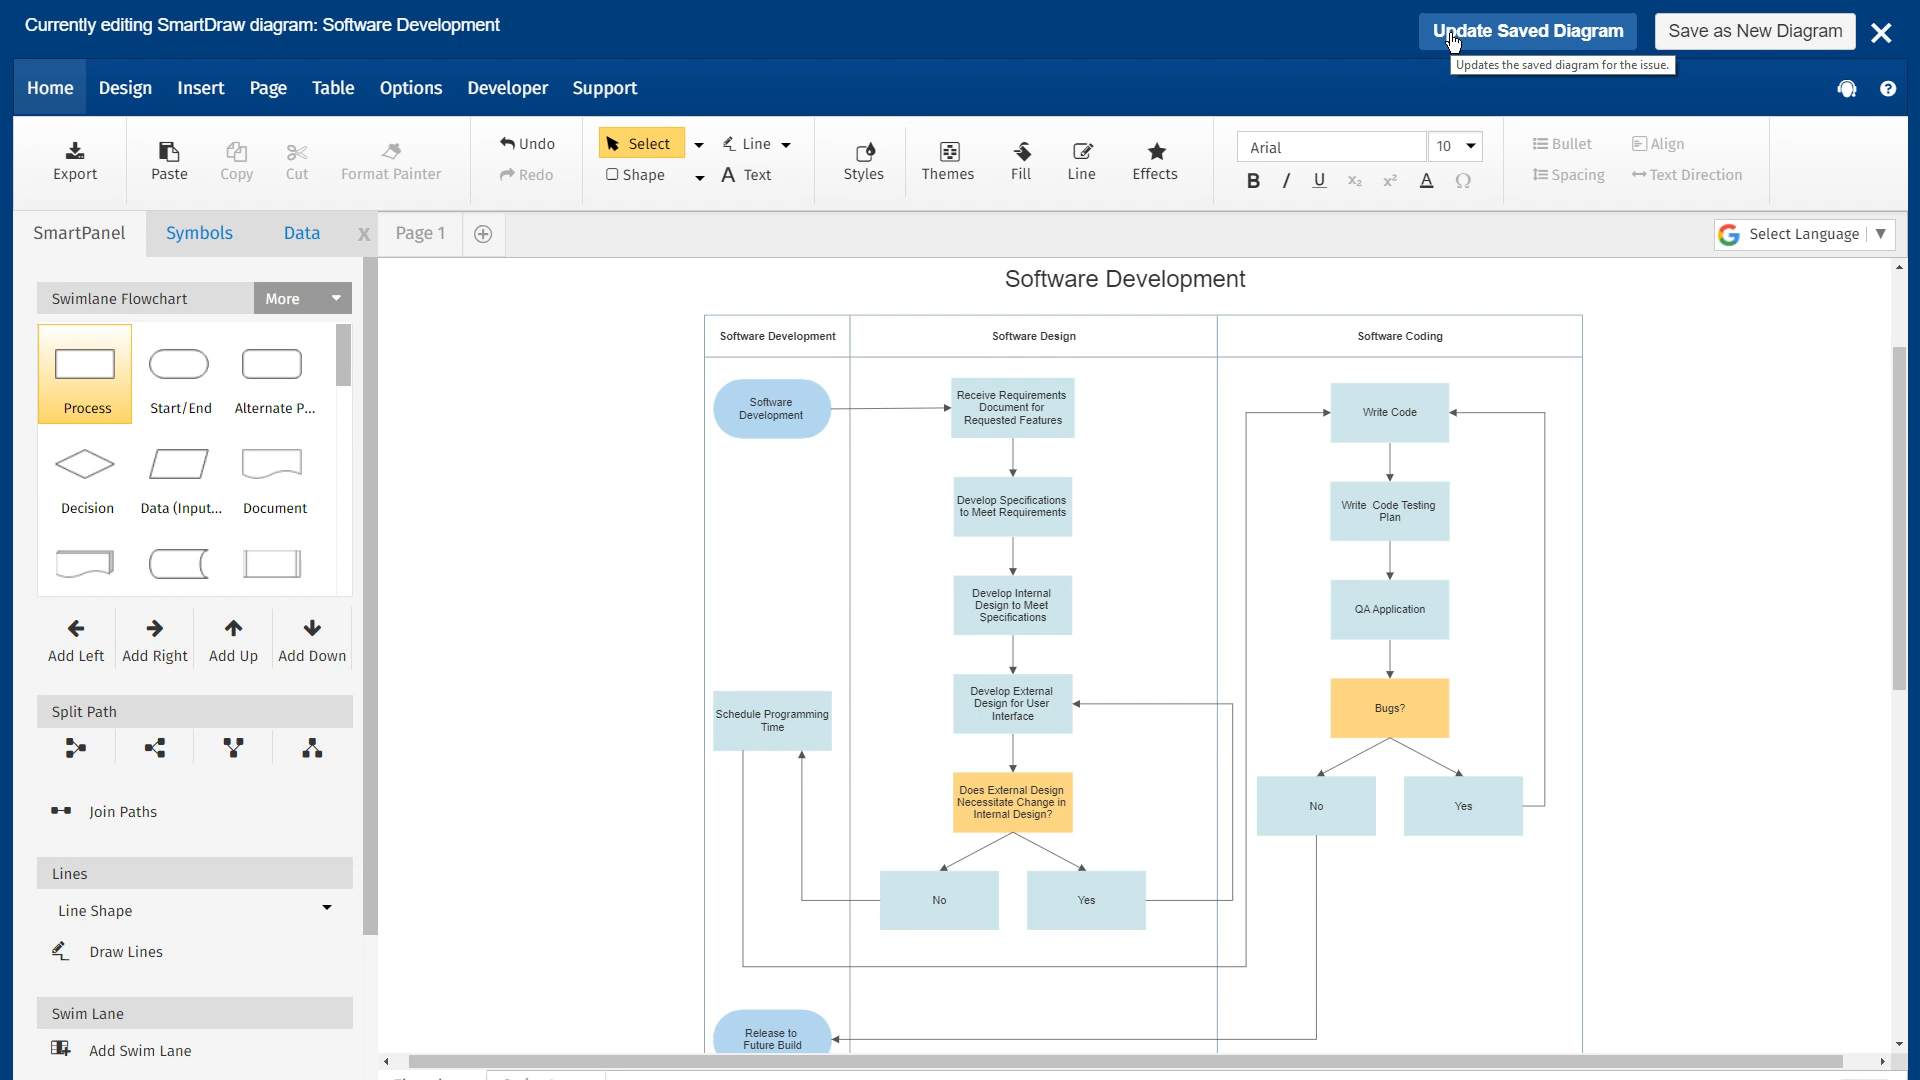 Currently editing SmartDraw diagram: Software Development
Update Saved Diagram
Save as New Diagram
Updates the saved diagram for the issue.
Home
Design
Insert
Page
Table
Options
Developer
Support
Export
Paste
Copy
Cut
Format Painter
Undo
Redo
Select
Line
Shape
Text
Styles
Themes
Fill
Line
Effects
Arial
10
B I U x₂ x² A Ω
Bullet
Align
Spacing
Text Direction
SmartPanel
Symbols
Data
X
Page 1
Select Language
Swimlane Flowchart
More
Process
Start/End
Alternate P...
Decision
Data (Input...
Document
Add Left
Add Right
Add Up
Add Down
Split Path
Join Paths
Lines
Line Shape
Draw Lines
Swim Lane
Add Swim Lane
Software Development
Software Development
Software Design
Software Coding
Software
Development
Receive Requirements
Document for
Requested Features
Develop Specifications
to Meet Requirements
Develop Internal
Design to Meet
Specifications
Develop External
Design for User
Interface
Does External Design
Necessitate Change in
Internal Design?
No
Yes
Schedule Programming
Time
Write Code
Write Code Testing
Plan
QA Application
Bugs?
No
Yes
Release to
Future Build